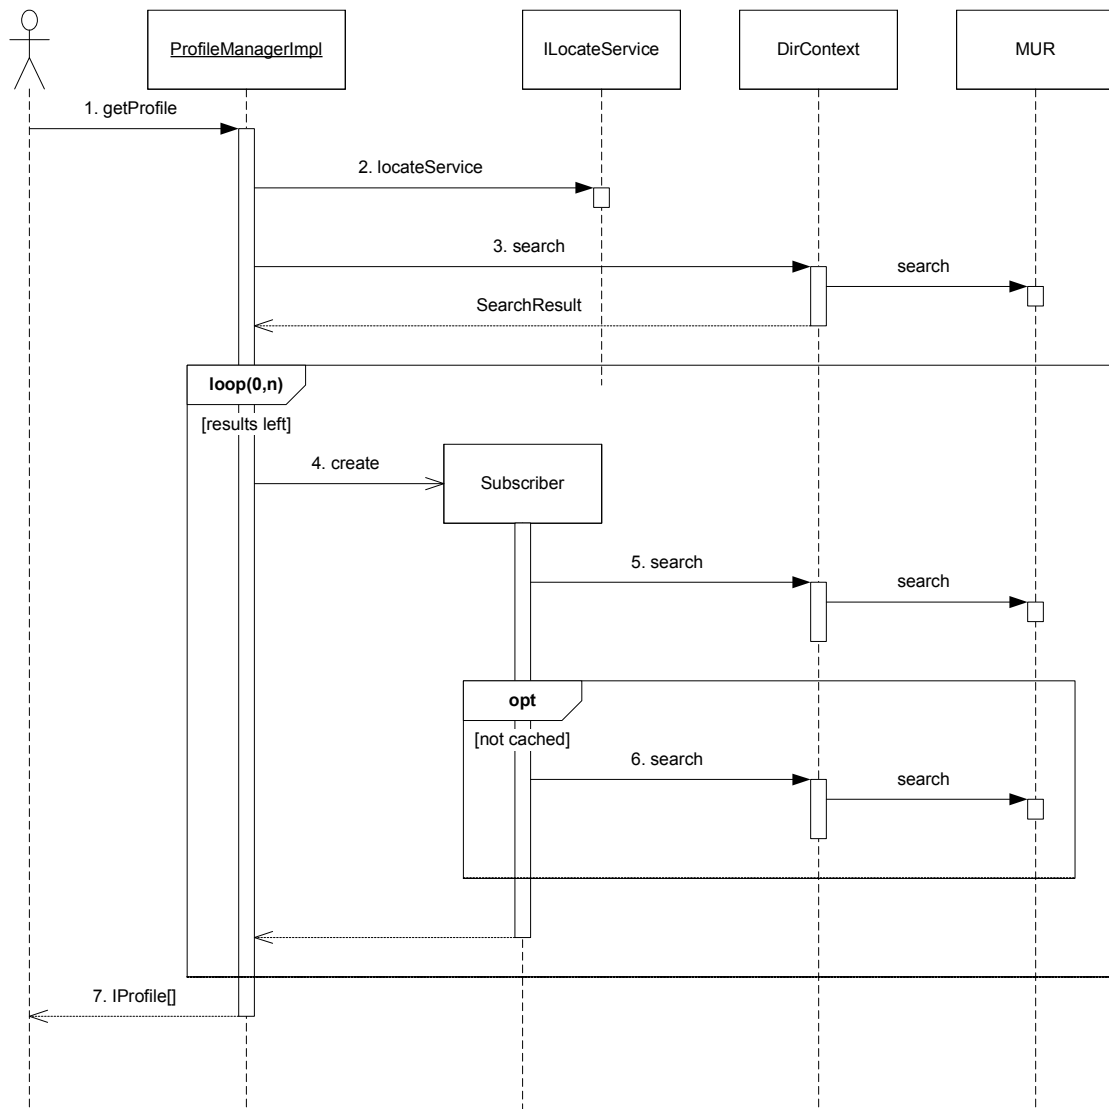 ProfileManagerImpl
ILocateService
DirContext
MUR
1. getProfile
2. locateService
3. search
search
SearchResult
loop(0,n)
[results left]
4. create
Subscriber
5. search
search
opt
[not cached]
6. search
search
7. IProfile[]